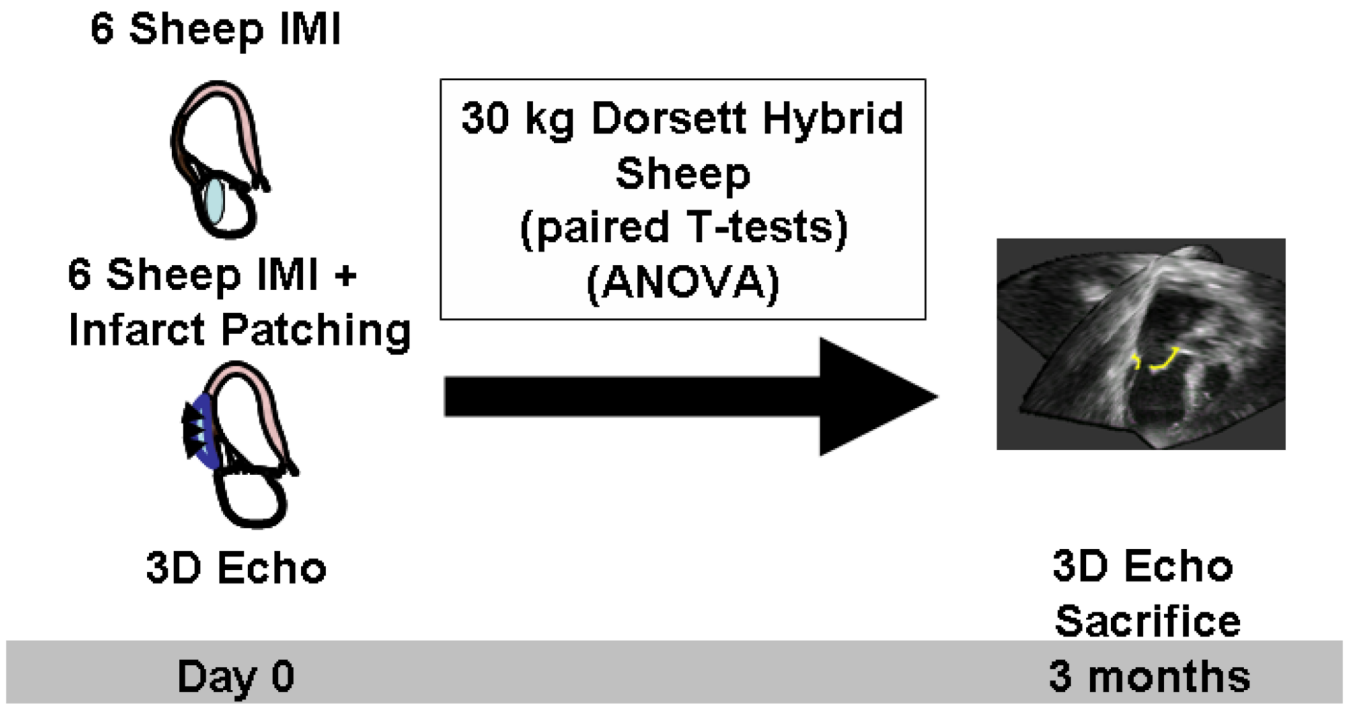 6 Sheep IMI
6 Sheep IMI +
Infarct Patching
3D Echo
30 kg Dorsett Hybrid
Sheep
(paired T-tests)
(ANOVA)
3D Echo
Sacrifice
Day 0
3 months